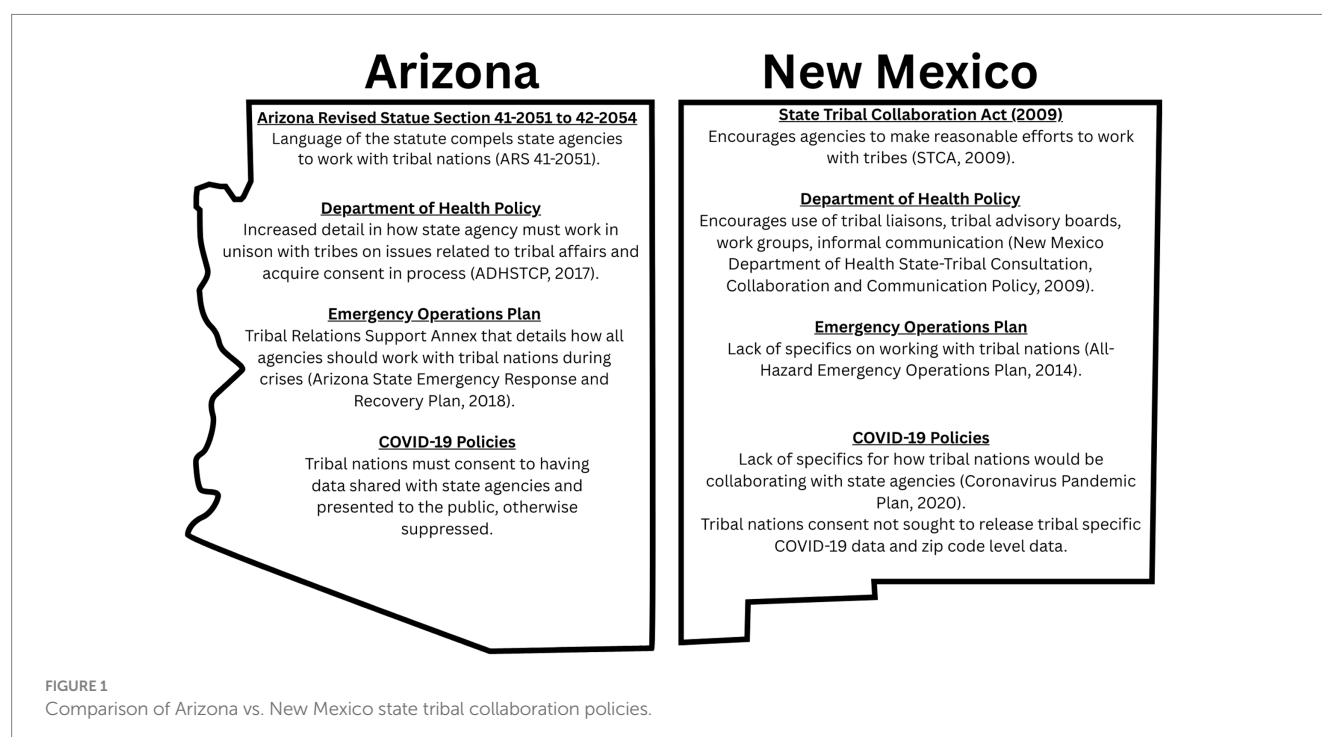 Arizona
Arizona Revised Statue Section 41-2051 to 42-2054
Language of the statute compels state agencies
to work with tribal nations (ARS 41-2051).
Department of Health Policy
Increased detail in how state agency must work in
unison with tribes on issues related to tribal affairs and
acquire consent in process (ADHSTCP, 2017).
Emergency Operations Plan
Tribal Relations Support Annex that details how all
agencies should work with tribal nations during
crises (Arizona State Emergency Response and
Recovery Plan, 2018).
COVID-19 Policies
Tribal nations must consent to having
data shared with state agencies and
presented to the public, otherwise
suppressed.
New Mexico
State Tribal Collaboration Act (2009)
Encourages agencies to make reasonable efforts to work
with tribes (STCA, 2009).
Department of Health Policy
Encourages use of tribal liaisons, tribal advisory boards,
work groups, informal communication (New Mexico
Department of Health State-Tribal Consultation,
Collaboration and Communication Policy, 2009).
Emergency Operations Plan
Lack of specifics on working with tribal nations (All-
Hazard Emergency Operations Plan, 2014).
COVID-19 Policies
Lack of specifics for how tribal nations would be
collaborating with state agencies (Coronavirus Pandemic
Plan, 2020).
Tribal nations consent not sought to release tribal specific
COVID-19 data and zip code level data.
FIGURE 1
Comparison of Arizona vs. New Mexico state tribal collaboration policies.